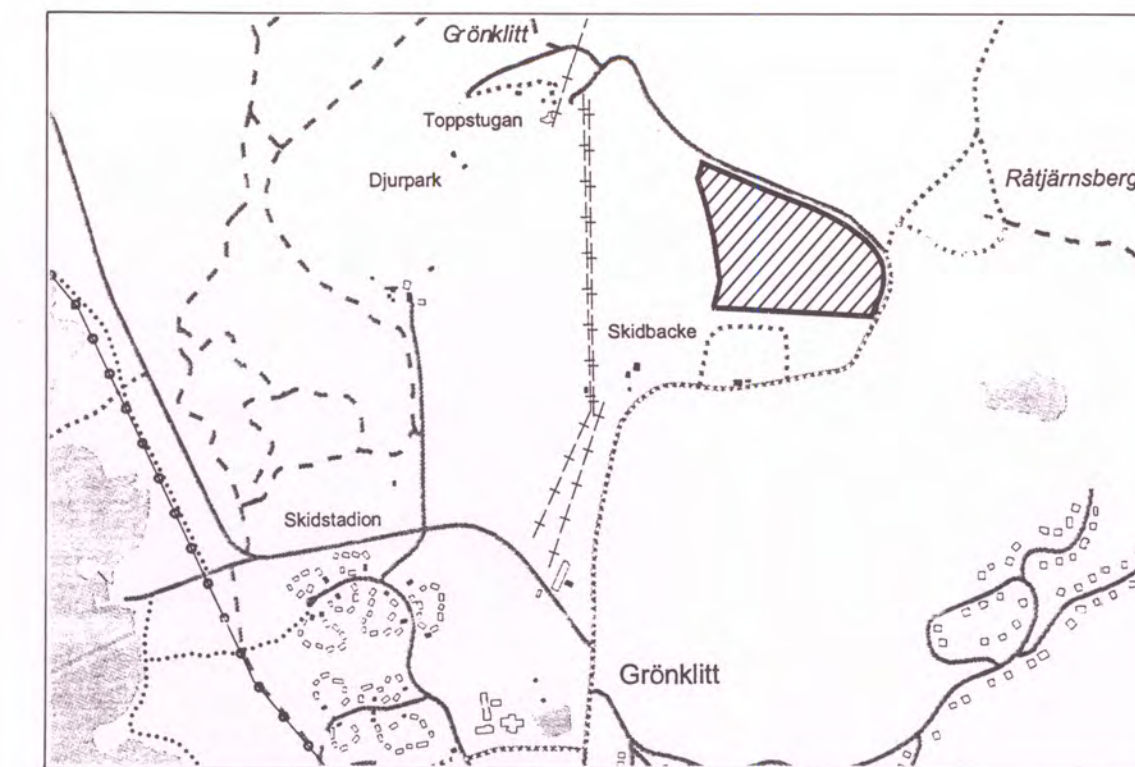 Grönklitt
Toppstugan
Djurpark
Råtjärnsberg
Skidbacke
Skidstadion
Grönklitt